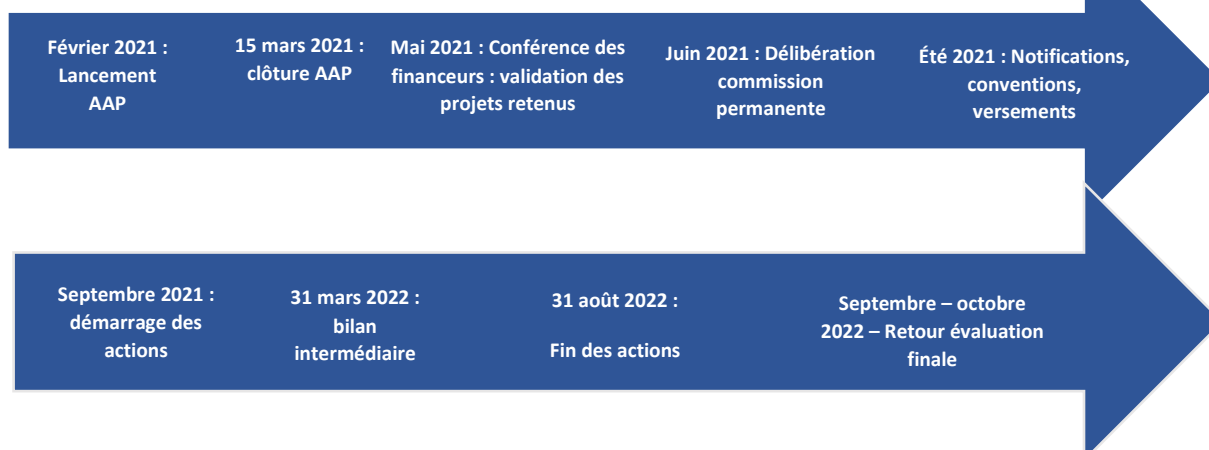 Février 2021 :
Lancement
AAP
15 mars 2021 :
clôture AAP
Mai 2021 : Conférence des
financeurs : validation des
projets retenus
Juin 2021 : Délibération
commission
permanente
Été 2021 : Notifications,
conventions,
versements
Septembre 2021 :
démarrage des
actions
31 mars 2022 :
bilan
intermédiaire
31 août 2022 :
Fin des actions
Septembre – octobre
2022 – Retour évaluation
finale